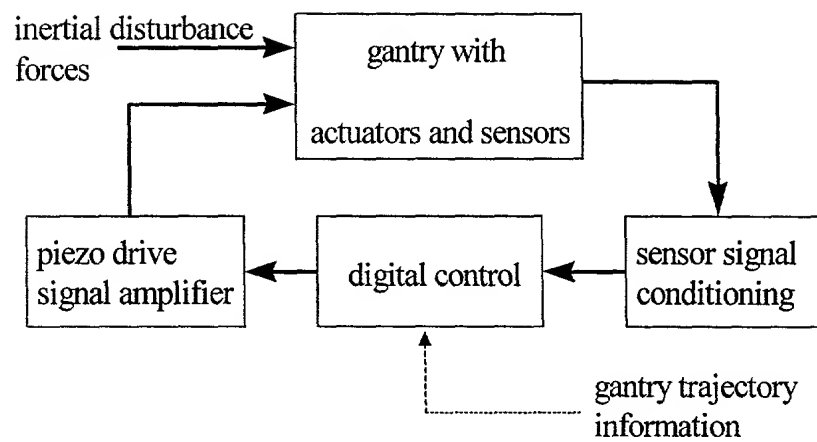 inertial disturbance
forces
gantry with
actuators and sensors
piezo drive
signal amplifier
digital control
sensor signal
conditioning
gantry trajectory
information